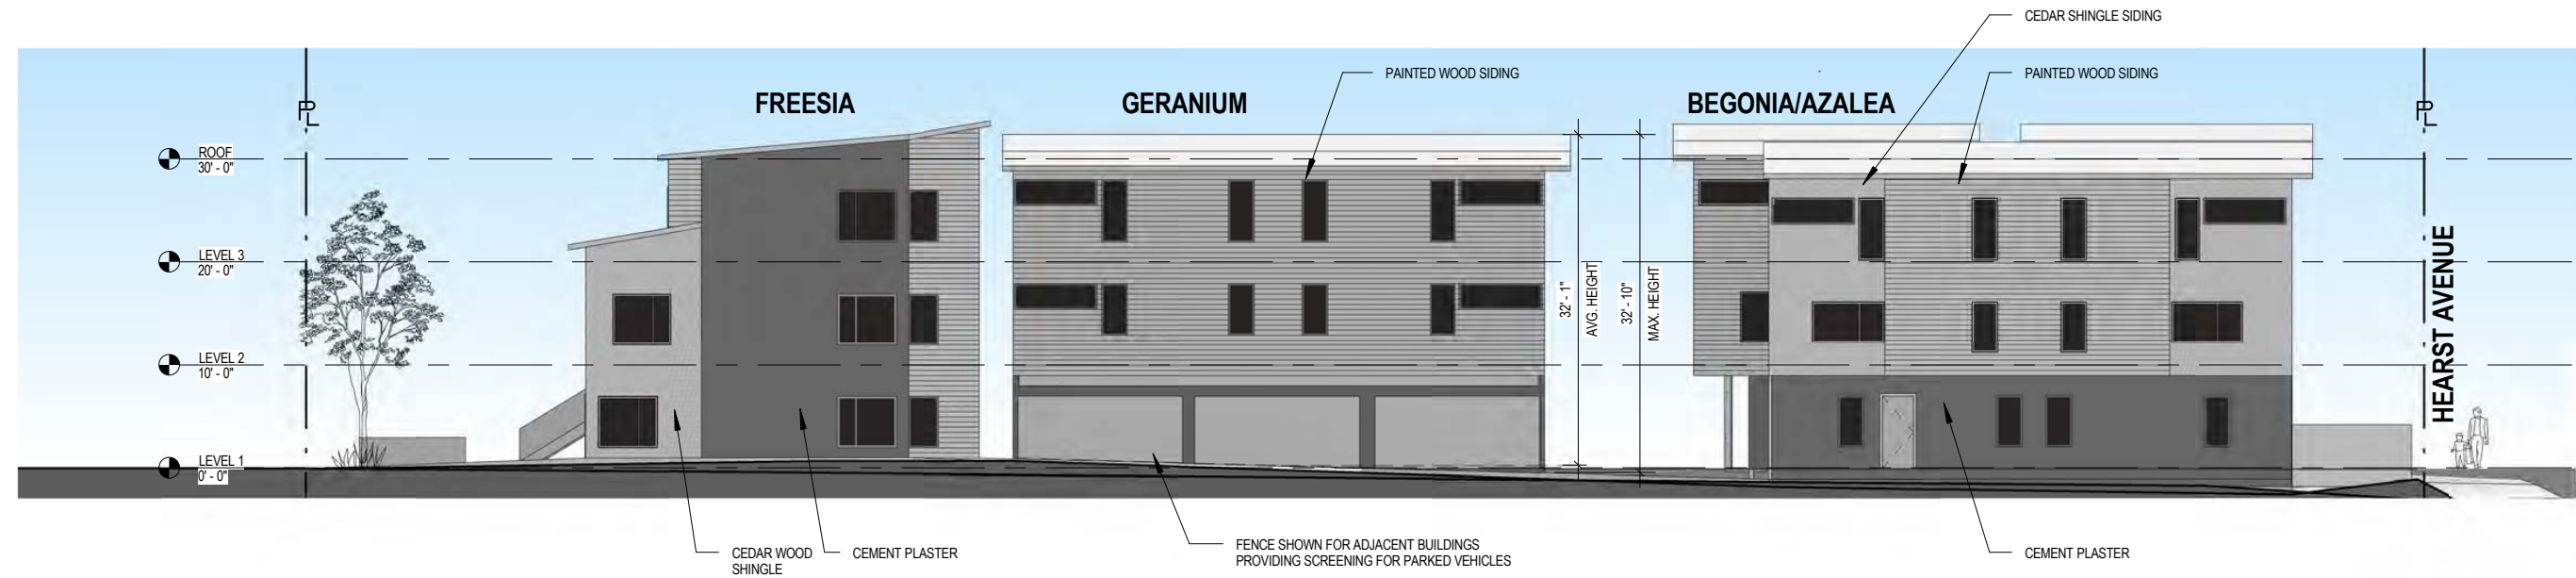 CEDAR SHINGLE SIDING
PAINTED WOOD SIDING
PAINTED WOOD SIDING
FREESIA
GERANIUM
BEGONIA/AZALEA
PL
PL
ROOF
30' - 0"
LEVEL 3
20' - 0"
LEVEL 2
10' - 0"
LEVEL 1
0' - 0"
32' - 1"
AVG. HEIGHT
32' - 10"
MAX. HEIGHT
HEARST AVENUE
CEDAR WOOD
SHINGLE
CEMENT PLASTER
FENCE SHOWN FOR ADJACENT BUILDINGS
PROVIDING SCREENING FOR PARKED VEHICLES
CEMENT PLASTER